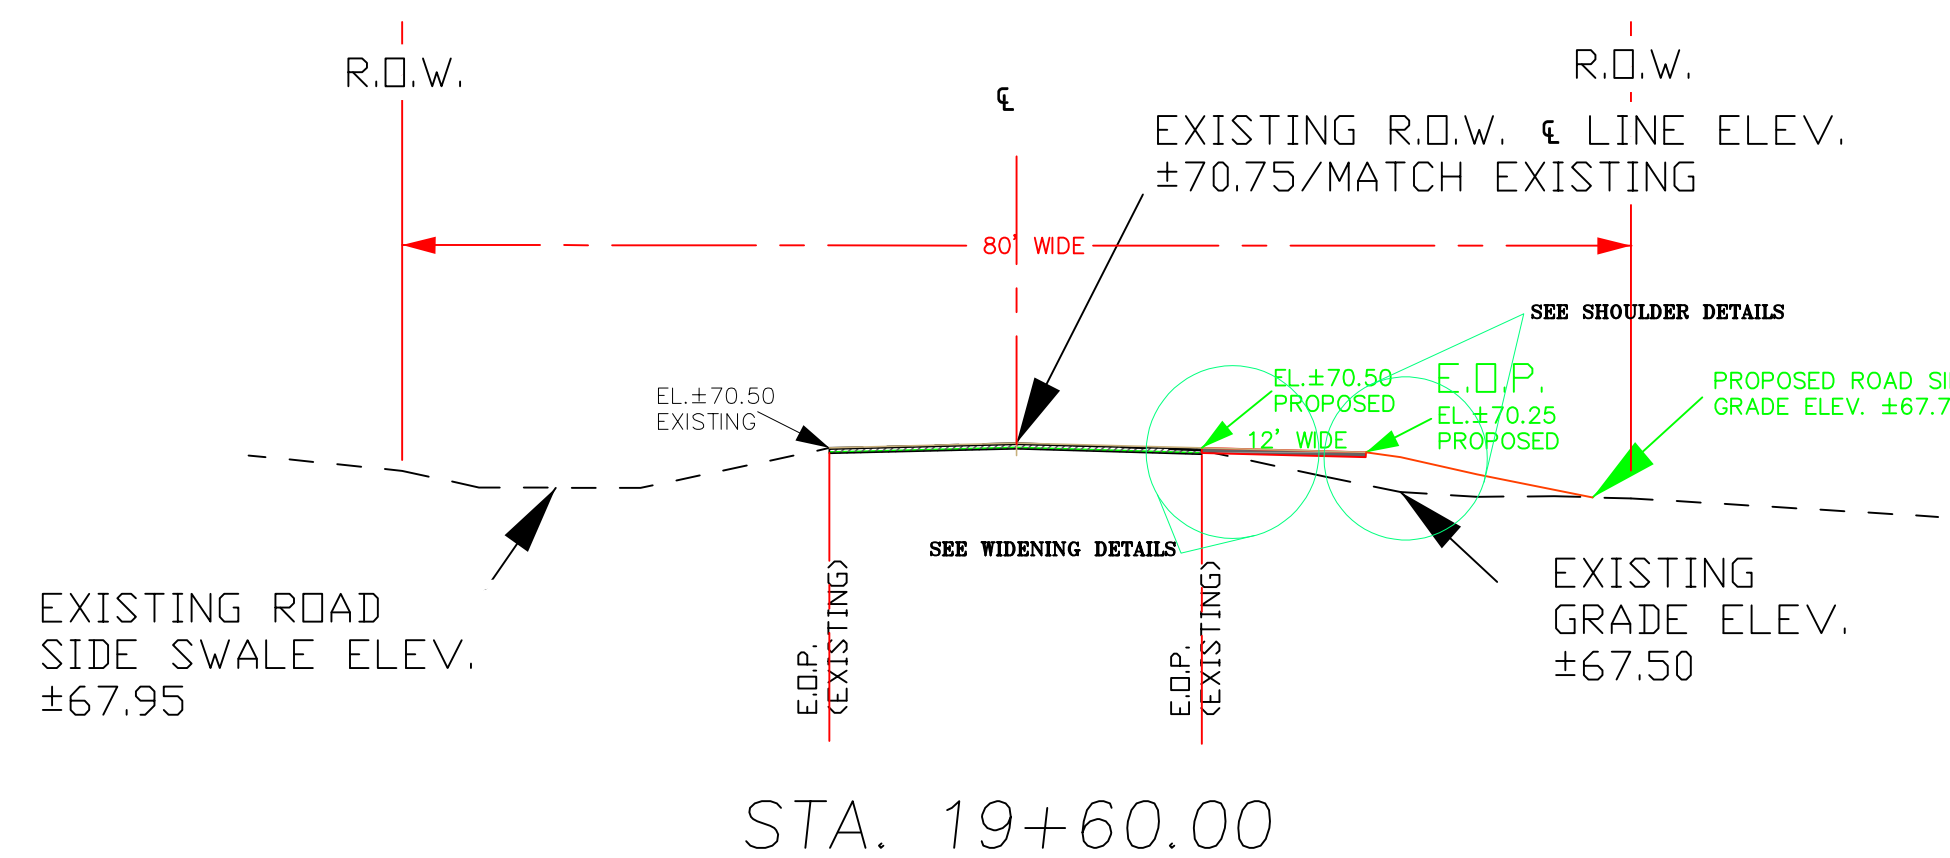 R.O.W.
R.O.W.
℄
EXISTING R.O.W. ℄ LINE ELEV.
±70.75/MATCH EXISTING
80' WIDE
SEE SHOULDER DETAILS
EL.±70.50
EXISTING
EL.±70.50
PROPOSED
E.O.P.
EL.±70.25
PROPOSED
12' WIDE
PROPOSED ROAD
GRADE ELEV. ±67.7
SEE WIDENING DETAILS
EXISTING ROAD
SIDE SWALE ELEV.
±67.95
E.O.P.
(EXISTING)
E.O.P.
(EXISTING)
EXISTING
GRADE ELEV.
±67.50
STA. 19+60.00